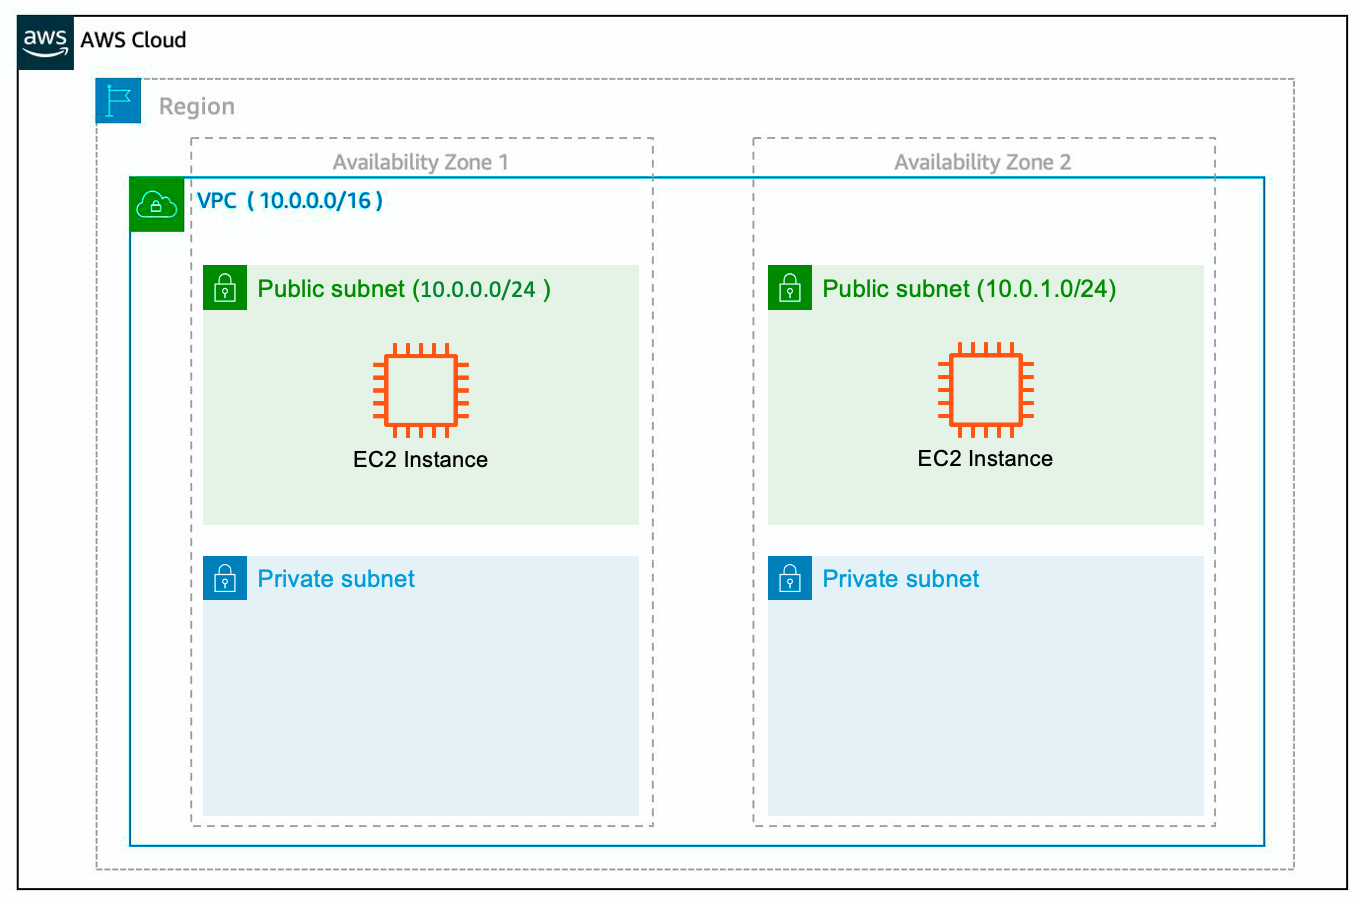 aws
AWS Cloud
Region
Availability Zone 1
Availability Zone 2
VPC ( 10.0.0.0/16 )
Public subnet (10.0.0.0/24 )
Public subnet (10.0.1.0/24)
EC2 Instance
EC2 Instance
Private subnet
Private subnet